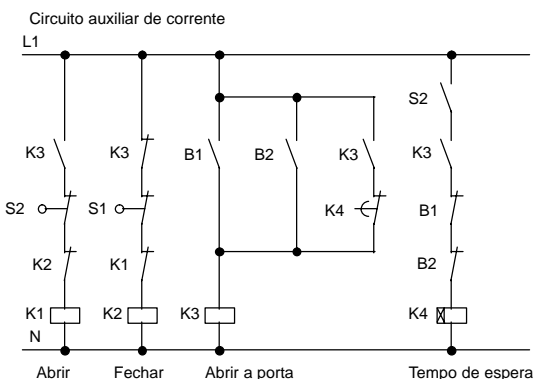 Circuito auxiliar de corrente
L1
S2
K3 K3 B1 B2 K3 K3
S2 S1 K4 B1
K2 K1 B2
K1 K2 K3 K4
N
Abrir Fechar Abrir a porta Tempo de espera